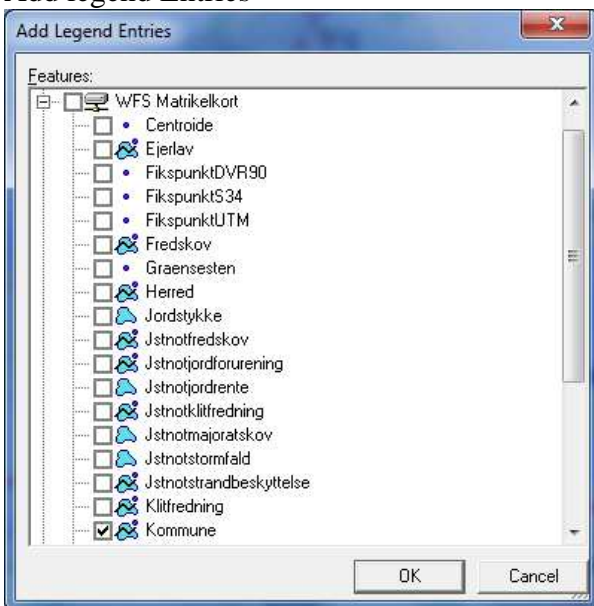 Add legend Entries
Add Legend Entries
Features:
WFS Matrikelkort
Centroide
Ejerlav
FikspunktDVR90
FikspunktS34
FikspunktUTM
Fredskov
Graensesten
Herred
Jordstykke
Jstnotfredskov
Jstnotjordforurening
Jstnotjordrente
Jstnotklitfredning
Jstnotmajoratskov
Jstnotstormfald
Jstnotstrandbeskyttelse
Klitfredning
Kommune
OK Cancel